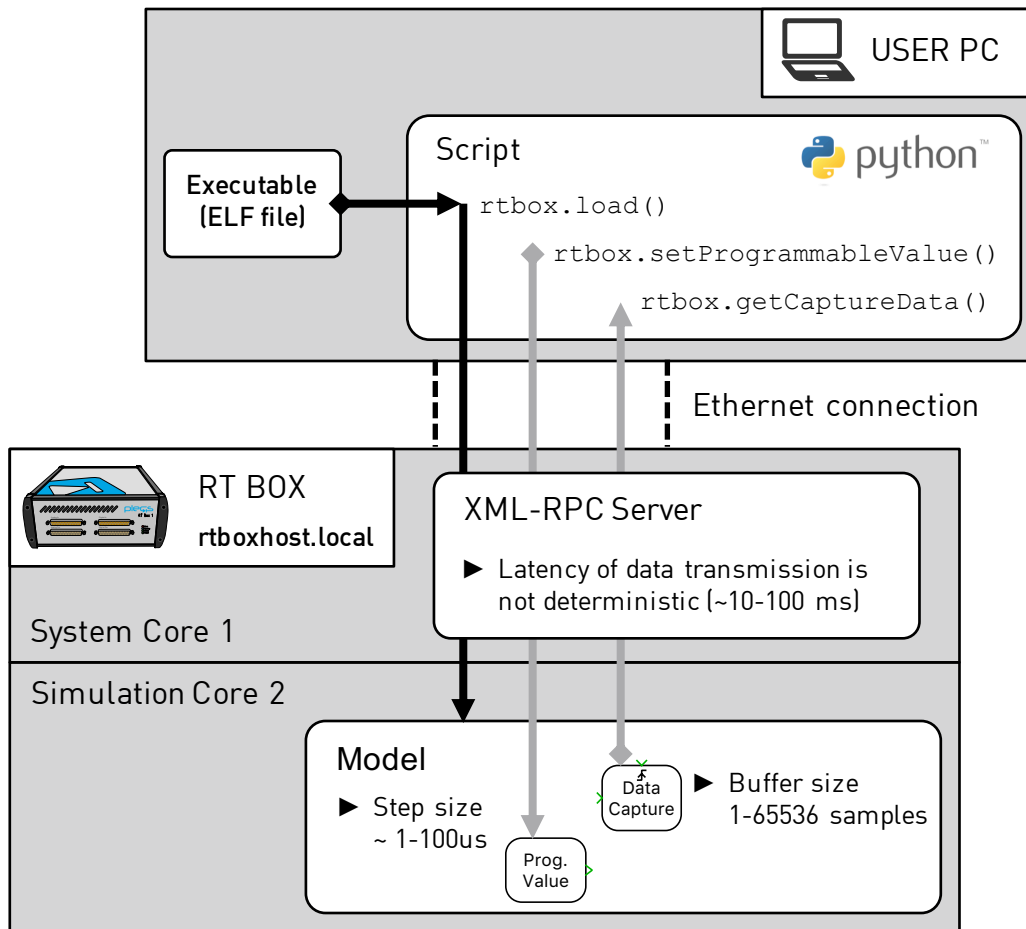 USER PC
Script
python™
Executable
(ELF file)
rtbox.load()
rtbox.setProgrammableValue()
rtbox.getCaptureData()
Ethernet connection
RT BOX
rtboxhost.local
plecs
XML-RPC Server
► Latency of data transmission is
not deterministic (~10-100 ms)
System Core 1
Simulation Core 2
Model
► Step size
~ 1-100us
Data
Capture
► Buffer size
1-65536 samples
Prog.
Value